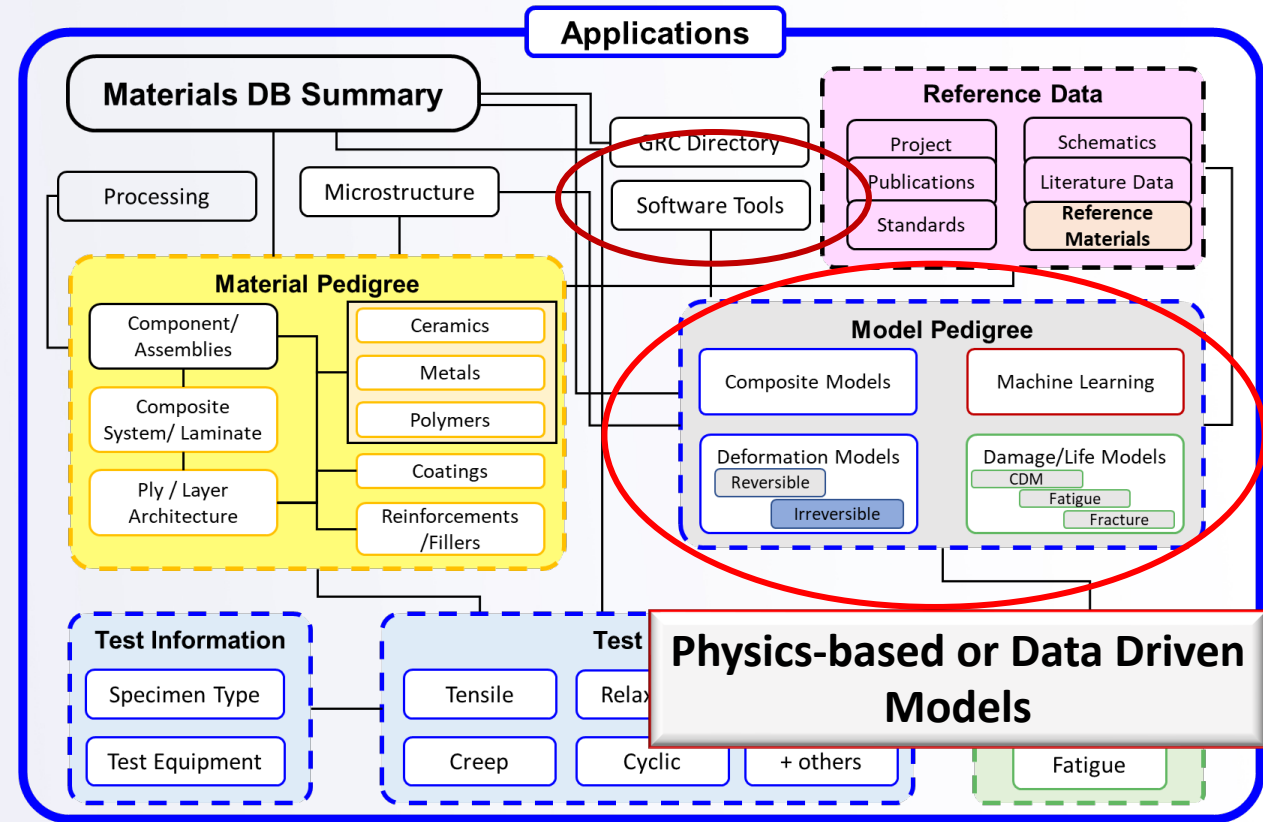 Applications
Materials DB Summary
Processing
Microstructure
GRC Directory
Software Tools
Reference Data
Project
Publications
Standards
Schematics
Literature Data
Reference
Materials
Material Pedigree
Component/
Assemblies
Composite
System/ Laminate
Ply / Layer
Architecture
Ceramics
Metals
Polymers
Coatings
Reinforcements
/Fillers
Model Pedigree
Composite Models
Machine Learning
Deformation Models
Reversible
Irreversible
Damage/Life Models
CDM
Fatigue
Fracture
Test Information
Specimen Type
Test Equipment
Test
Tensile
Relax
Creep
Cyclic
+ others
Physics-based or Data Driven
Models
Fatigue